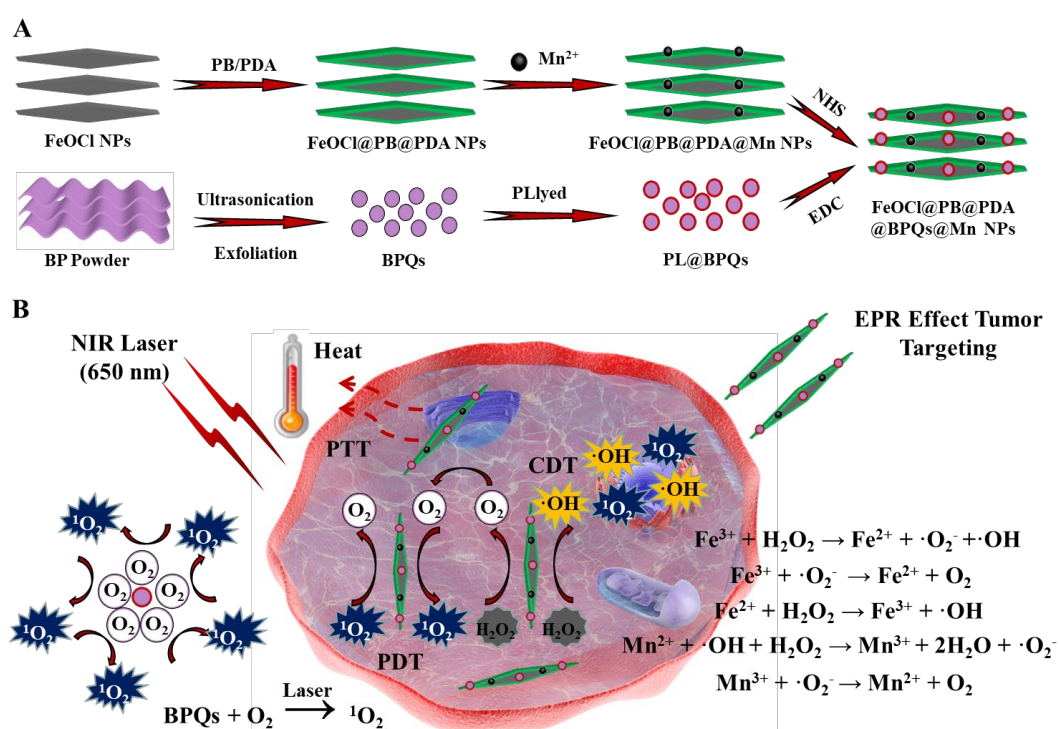 A
PB/PDA
Mn²⁺
NHS
FeOCl NPs
FeOCl@PB@PDA NPs
FeOCl@PB@PDA@Mn NPs
Ultrasonication
Exfoliation
PLlyed
EDC
BP Powder
BPQs
PL@BPQs
FeOCl@PB@PDA
@BPQs@Mn NPs
B
NIR Laser
(650 nm)
Heat
EPR Effect Tumor
Targeting
PTT
CDT
·OH
¹O₂
·OH
¹O₂
·OH
O₂
O₂
O₂
¹O₂
¹O₂
H₂O₂
H₂O₂
PDT
¹O₂
¹O₂
¹O₂
¹O₂
¹O₂
O₂
O₂
O₂
O₂
O₂
Fe³⁺ + H₂O₂ → Fe²⁺ + ·O₂⁻ + ·OH
Fe³⁺ + ·O₂⁻ → Fe²⁺ + O₂
Fe²⁺ + H₂O₂ → Fe³⁺ + ·OH
Mn²⁺ + ·OH + H₂O₂ → Mn³⁺ + 2H₂O + ·O₂⁻
Mn³⁺ + ·O₂⁻ → Mn²⁺ + O₂
Laser
BPQs + O₂ → ¹O₂